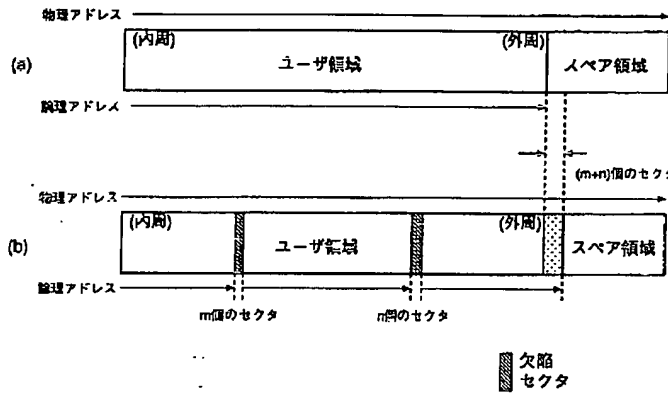 物理アドレス
(内周)
(外周)
(a)
ユーザ領域
スペア領域
論理アドレス
(m+n)個のセクタ
物理アドレス
(内周)
(外周)
(b)
ユーザ領域
スペア領域
論理アドレス
m個のセクタ
n個のセクタ
欠陥
セクタ